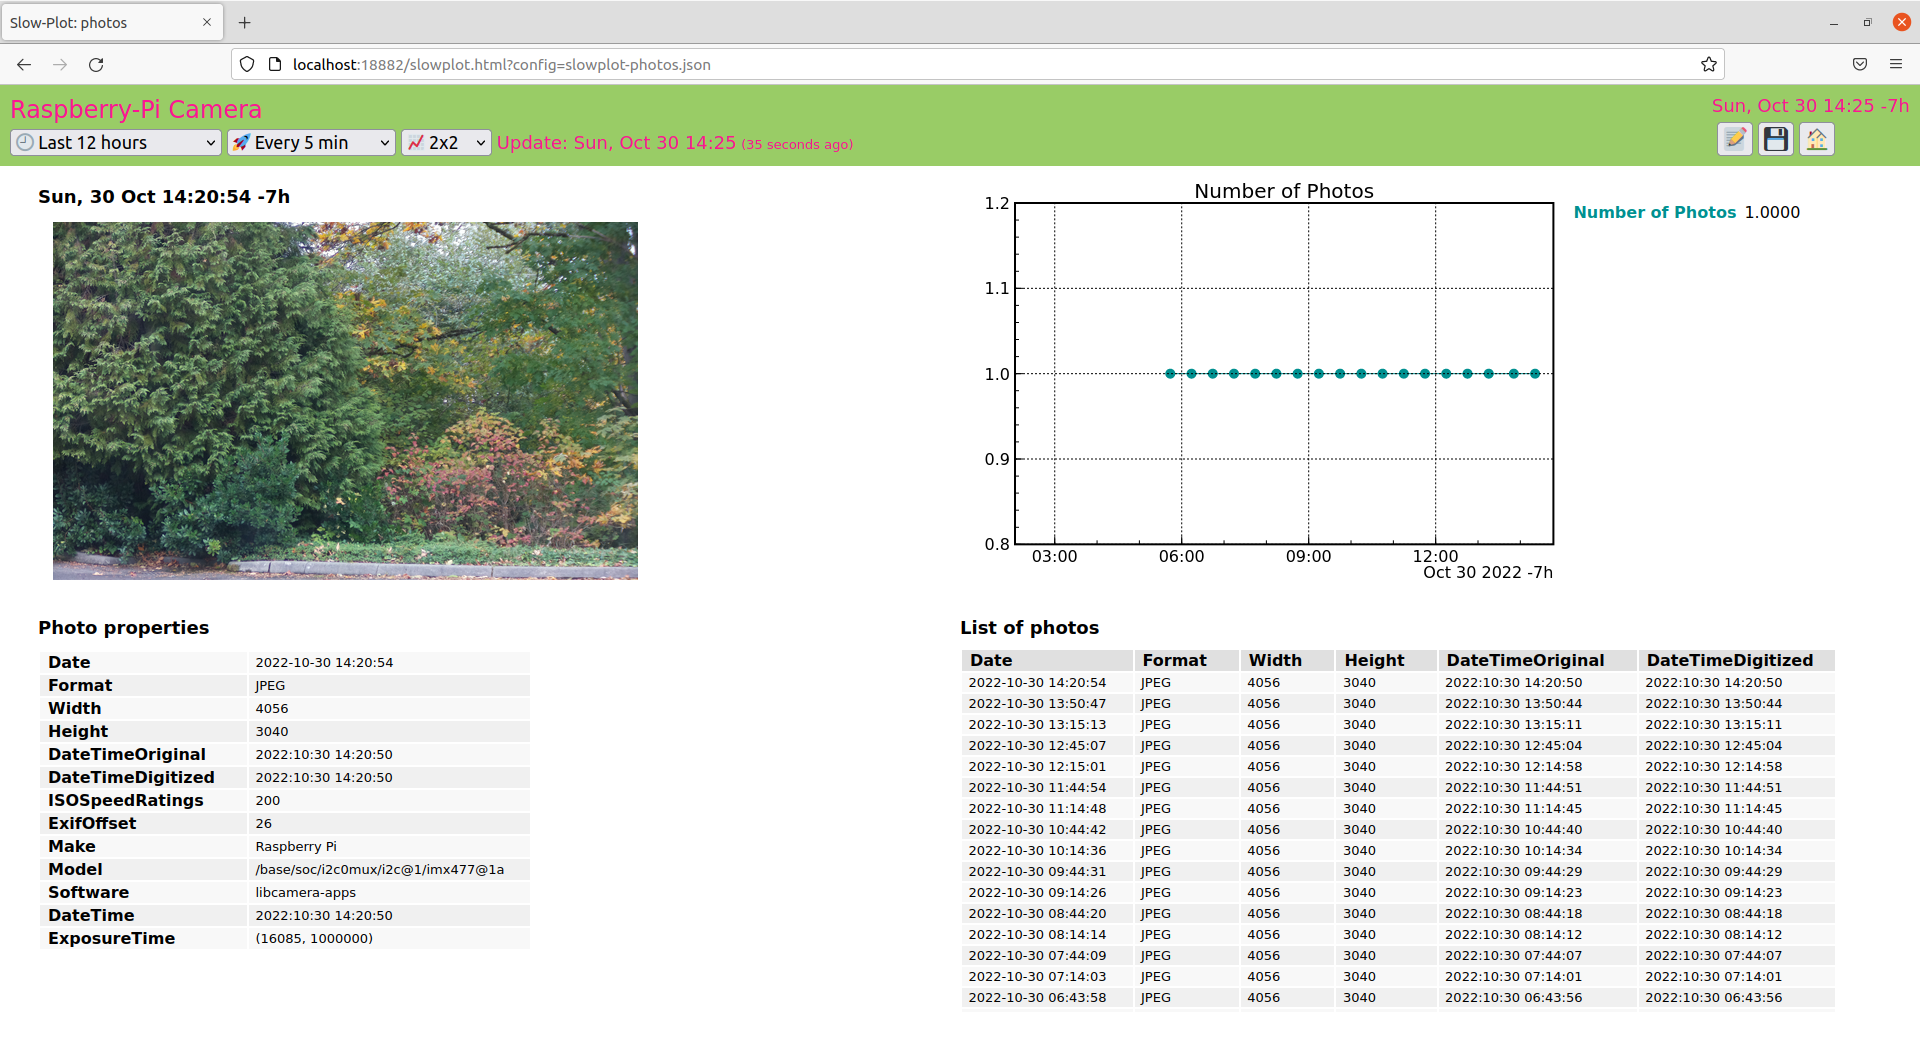 Slow-Plot: photos
localhost:18882/slowplot.html?config=slowplot-photos.json
Raspberry-Pi Camera
Sun, Oct 30 14:25 -7h
Last 12 hours Every 5 min 2x2 Update: Sun, Oct 30 14:25 (35 seconds ago)
Sun, 30 Oct 14:20:54 -7h
Number of Photos
1.2
1.1
1.0
0.9
0.8
03:00 06:00 09:00 12:00
Oct 30 2022 -7h
Number of Photos 1.0000
Photo properties
Date 2022-10-30 14:20:54
Format JPEG
Width 4056
Height 3040
DateTimeOriginal 2022:10:30 14:20:50
DateTimeDigitized 2022:10:30 14:20:50
ISOSpeedRatings 200
ExifOffset 26
Make Raspberry Pi
Model /base/soc/i2c0mux/i2c@1/imx477@1a
Software libcamera-apps
DateTime 2022:10:30 14:20:50
ExposureTime (16085, 1000000)
List of photos
Date Format Width Height DateTimeOriginal DateTimeDigitized
2022-10-30 14:20:54 JPEG 4056 3040 2022:10:30 14:20:50 2022:10:30 14:20:50
2022-10-30 13:50:47 JPEG 4056 3040 2022:10:30 13:50:44 2022:10:30 13:50:44
2022-10-30 13:15:13 JPEG 4056 3040 2022:10:30 13:15:11 2022:10:30 13:15:11
2022-10-30 12:45:07 JPEG 4056 3040 2022:10:30 12:45:04 2022:10:30 12:45:04
2022-10-30 12:15:01 JPEG 4056 3040 2022:10:30 12:14:58 2022:10:30 12:14:58
2022-10-30 11:44:54 JPEG 4056 3040 2022:10:30 11:44:51 2022:10:30 11:44:51
2022-10-30 11:14:48 JPEG 4056 3040 2022:10:30 11:14:45 2022:10:30 11:14:45
2022-10-30 10:44:42 JPEG 4056 3040 2022:10:30 10:44:40 2022:10:30 10:44:40
2022-10-30 10:14:36 JPEG 4056 3040 2022:10:30 10:14:34 2022:10:30 10:14:34
2022-10-30 09:44:31 JPEG 4056 3040 2022:10:30 09:44:29 2022:10:30 09:44:29
2022-10-30 09:14:26 JPEG 4056 3040 2022:10:30 09:14:23 2022:10:30 09:14:23
2022-10-30 08:44:20 JPEG 4056 3040 2022:10:30 08:44:18 2022:10:30 08:44:18
2022-10-30 08:14:14 JPEG 4056 3040 2022:10:30 08:14:12 2022:10:30 08:14:12
2022-10-30 07:44:09 JPEG 4056 3040 2022:10:30 07:44:07 2022:10:30 07:44:07
2022-10-30 07:14:03 JPEG 4056 3040 2022:10:30 07:14:01 2022:10:30 07:14:01
2022-10-30 06:43:58 JPEG 4056 3040 2022:10:30 06:43:56 2022:10:30 06:43:56